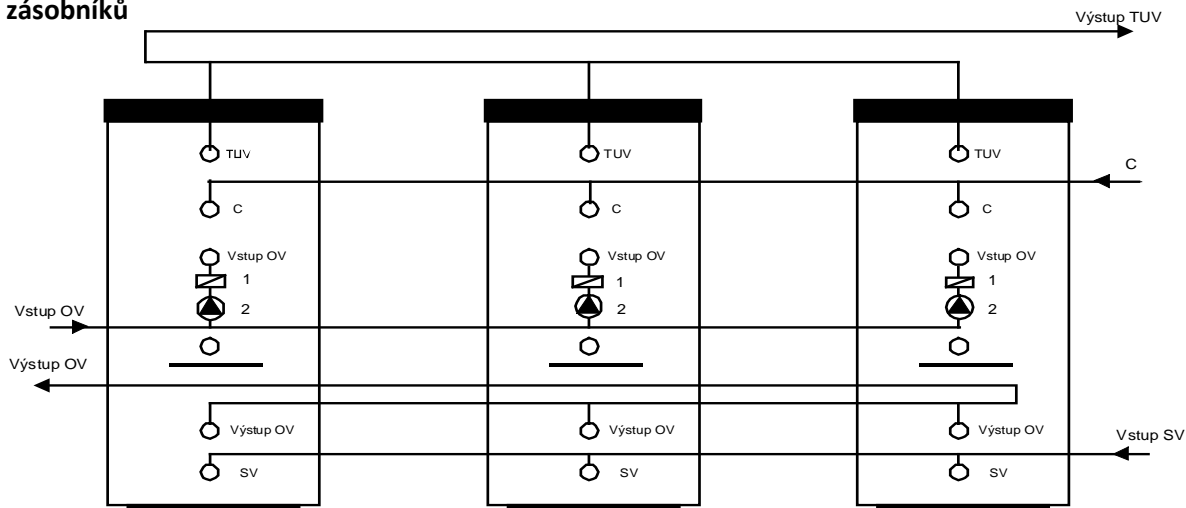 zásobníků
Výstup TUV
TUV TUV TUV
C
C C C
Vstup OV Vstup OV Vstup OV
1 1 1
2 2 2
Vstup OV
Výstup OV
Výstup OV Výstup OV Výstup OV
Vstup SV
SV SV SV